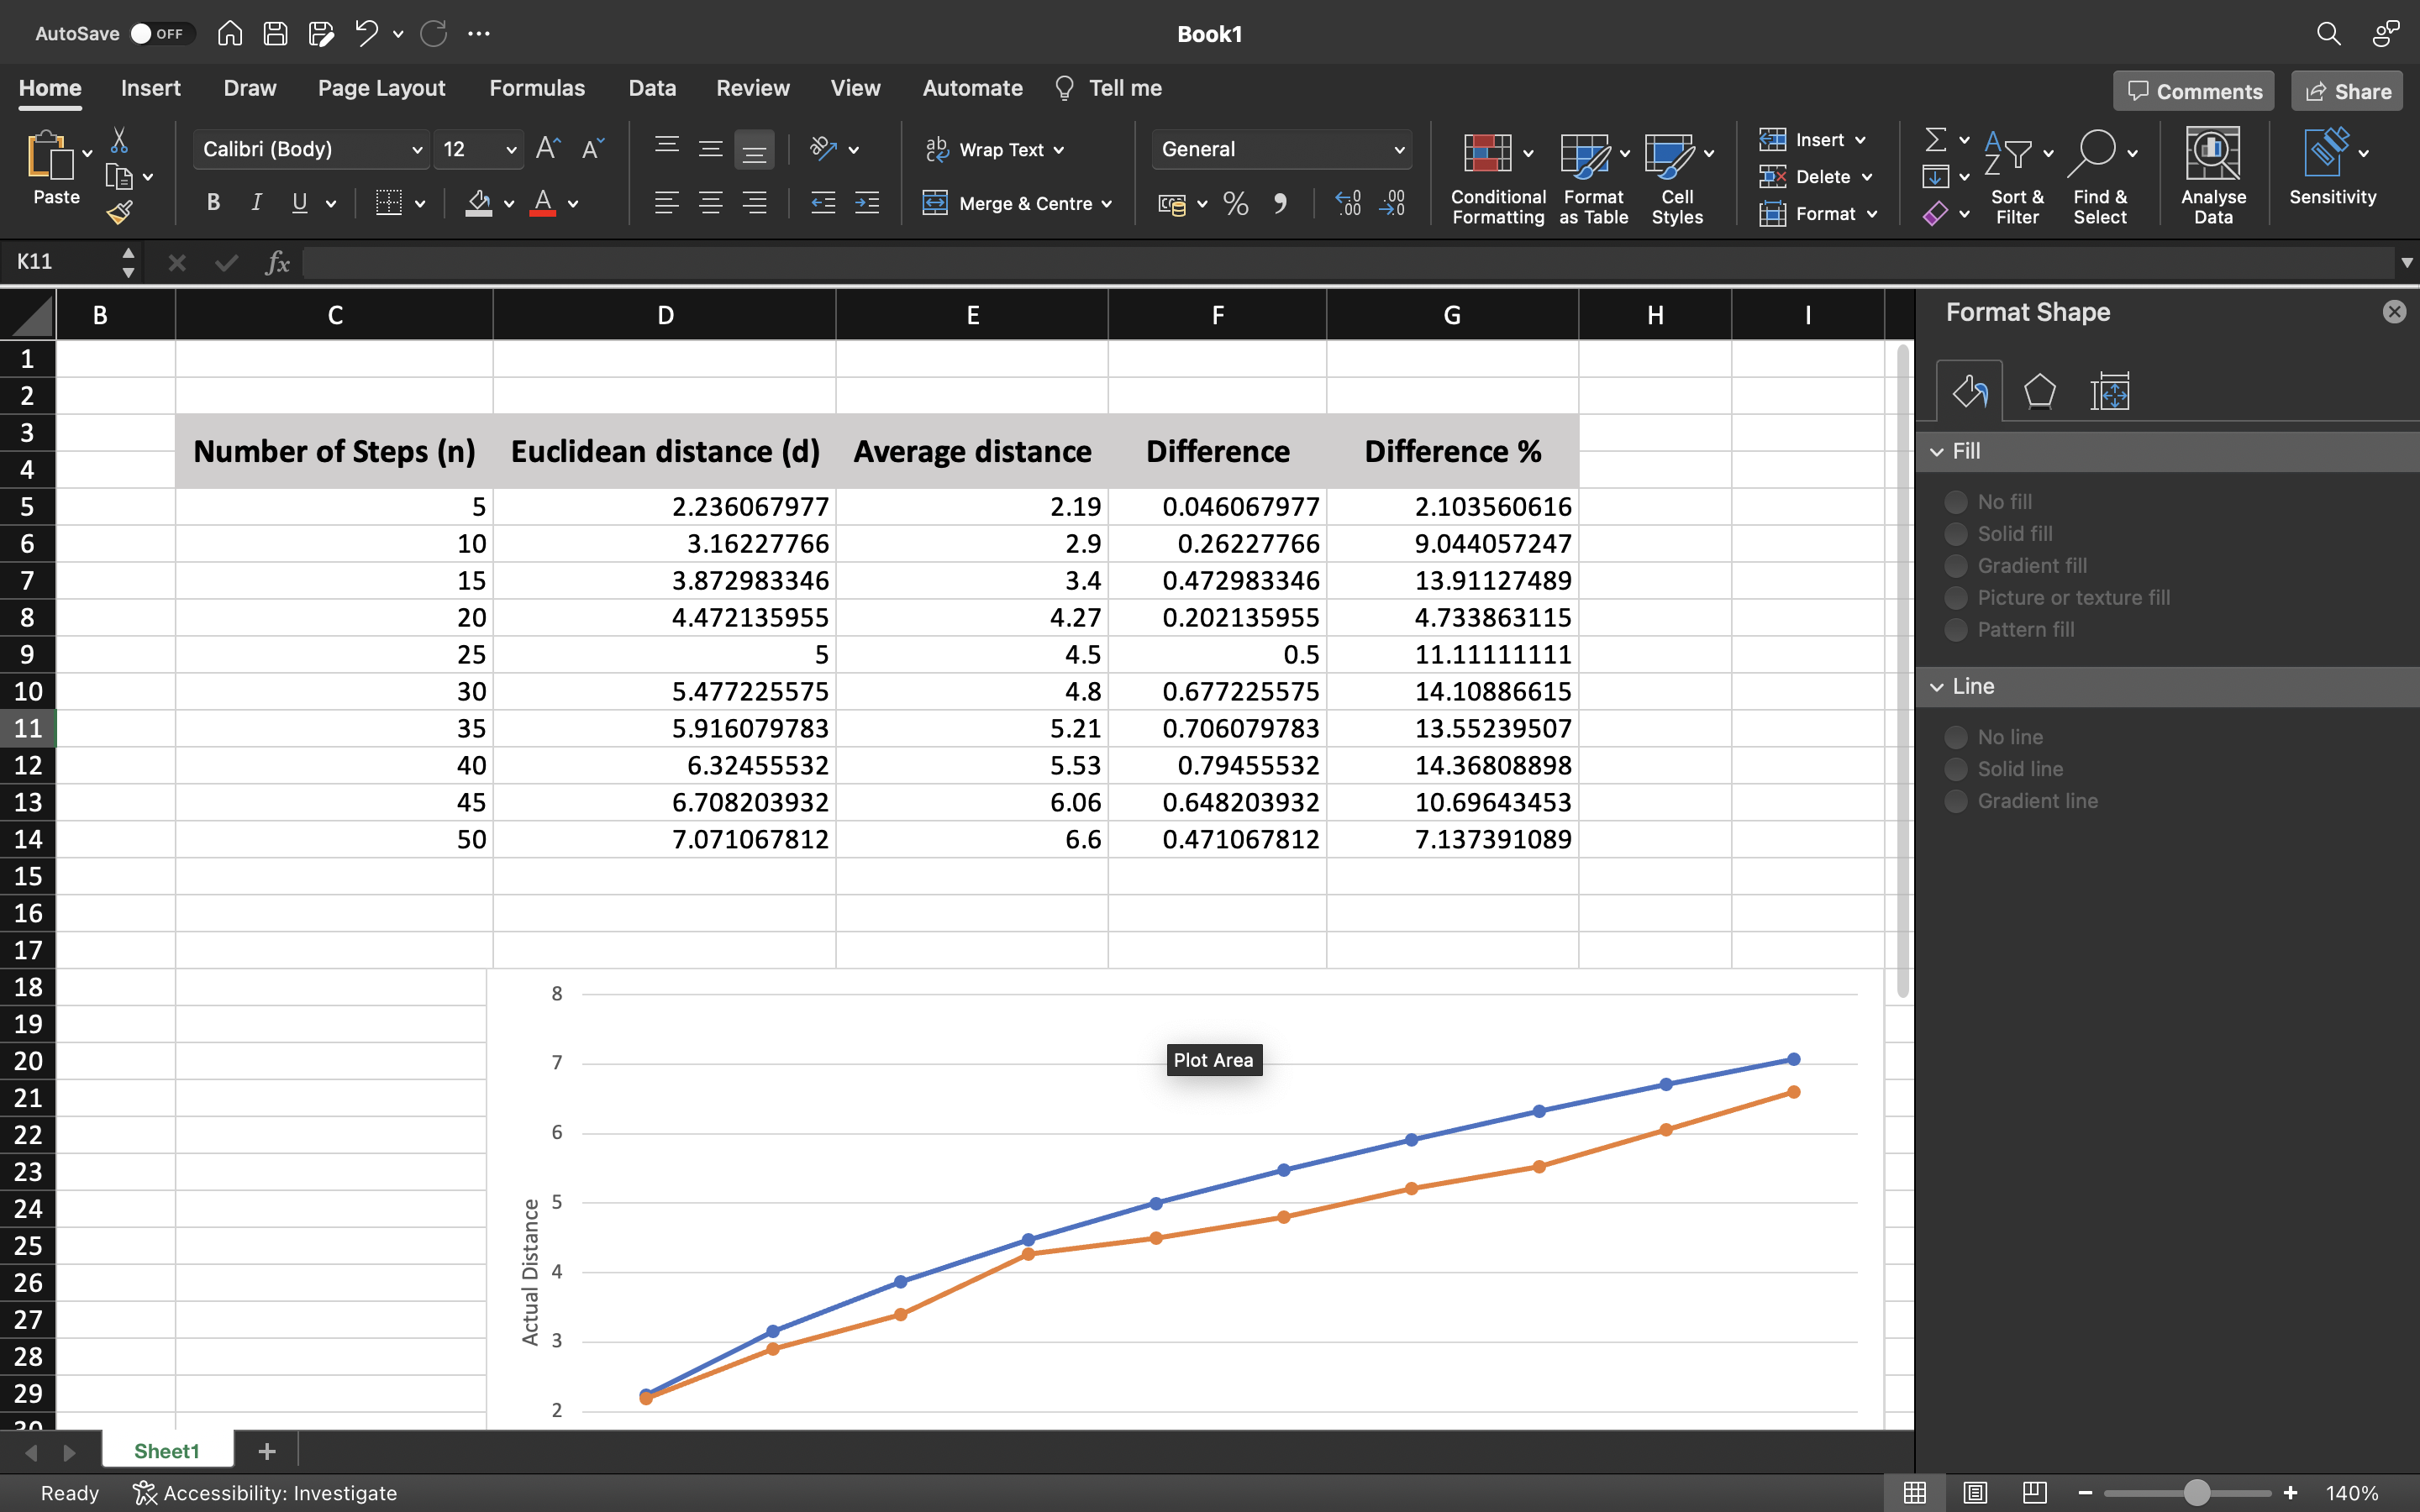 AutoSave OFF
Book1
Home Insert Draw Page Layout Formulas Data Review View Automate Tell me
Comments Share
Paste
Calibri (Body) 12
B I U
Wrap Text
Merge & Centre
General
Conditional Formatting
Format as Table
Cell Styles
Insert
Delete
Format
Sort & Filter
Find & Select
Analyse Data
Sensitivity
K11 fx
B C D E F G H I
Format Shape
Fill
No fill
Solid fill
Gradient fill
Picture or texture fill
Pattern fill
Line
No line
Solid line
Gradient line
1
2
3 Number of Steps (n) Euclidean distance (d) Average distance Difference Difference %
4
5 5 2.236067977 2.19 0.046067977 2.103560616
6 10 3.16227766 2.9 0.26227766 9.044057247
7 15 3.872983346 3.4 0.472983346 13.91127489
8 20 4.472135955 4.27 0.202135955 4.733863115
9 25 5 4.5 0.5 11.11111111
10 30 5.477225575 4.8 0.677225575 14.10886615
11 35 5.916079783 5.21 0.706079783 13.55239507
12 40 6.32455532 5.53 0.79455532 14.36808898
13 45 6.708203932 6.06 0.648203932 10.69643453
14 50 7.071067812 6.6 0.471067812 7.137391089
15
16
17
18
19
20
21
22
23
24
25
26
27
28
29
30
8
7
6
5
4
3
2
Actual Distance
Plot Area
Sheet1 +
Ready Accessibility: Investigate
140%